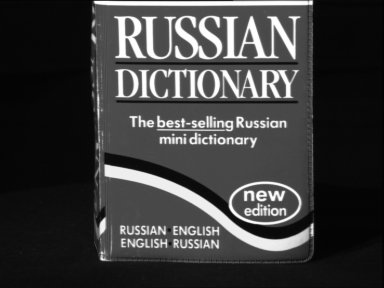 RUSSIAN
DICTIONARY
The best-selling Russian
mini dictionary
new
edition
RUSSIAN·ENGLISH
ENGLISH·RUSSIAN